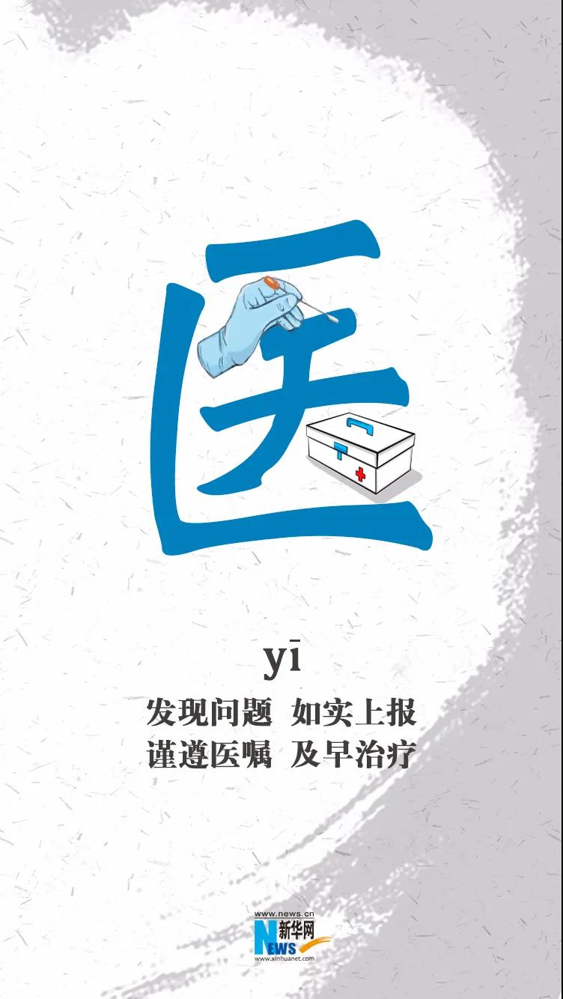 医
yī
发现问题 如实上报
谨遵医嘱 及早治疗
www.news.cn
新华网
NEWS
www.xinhuanet.com